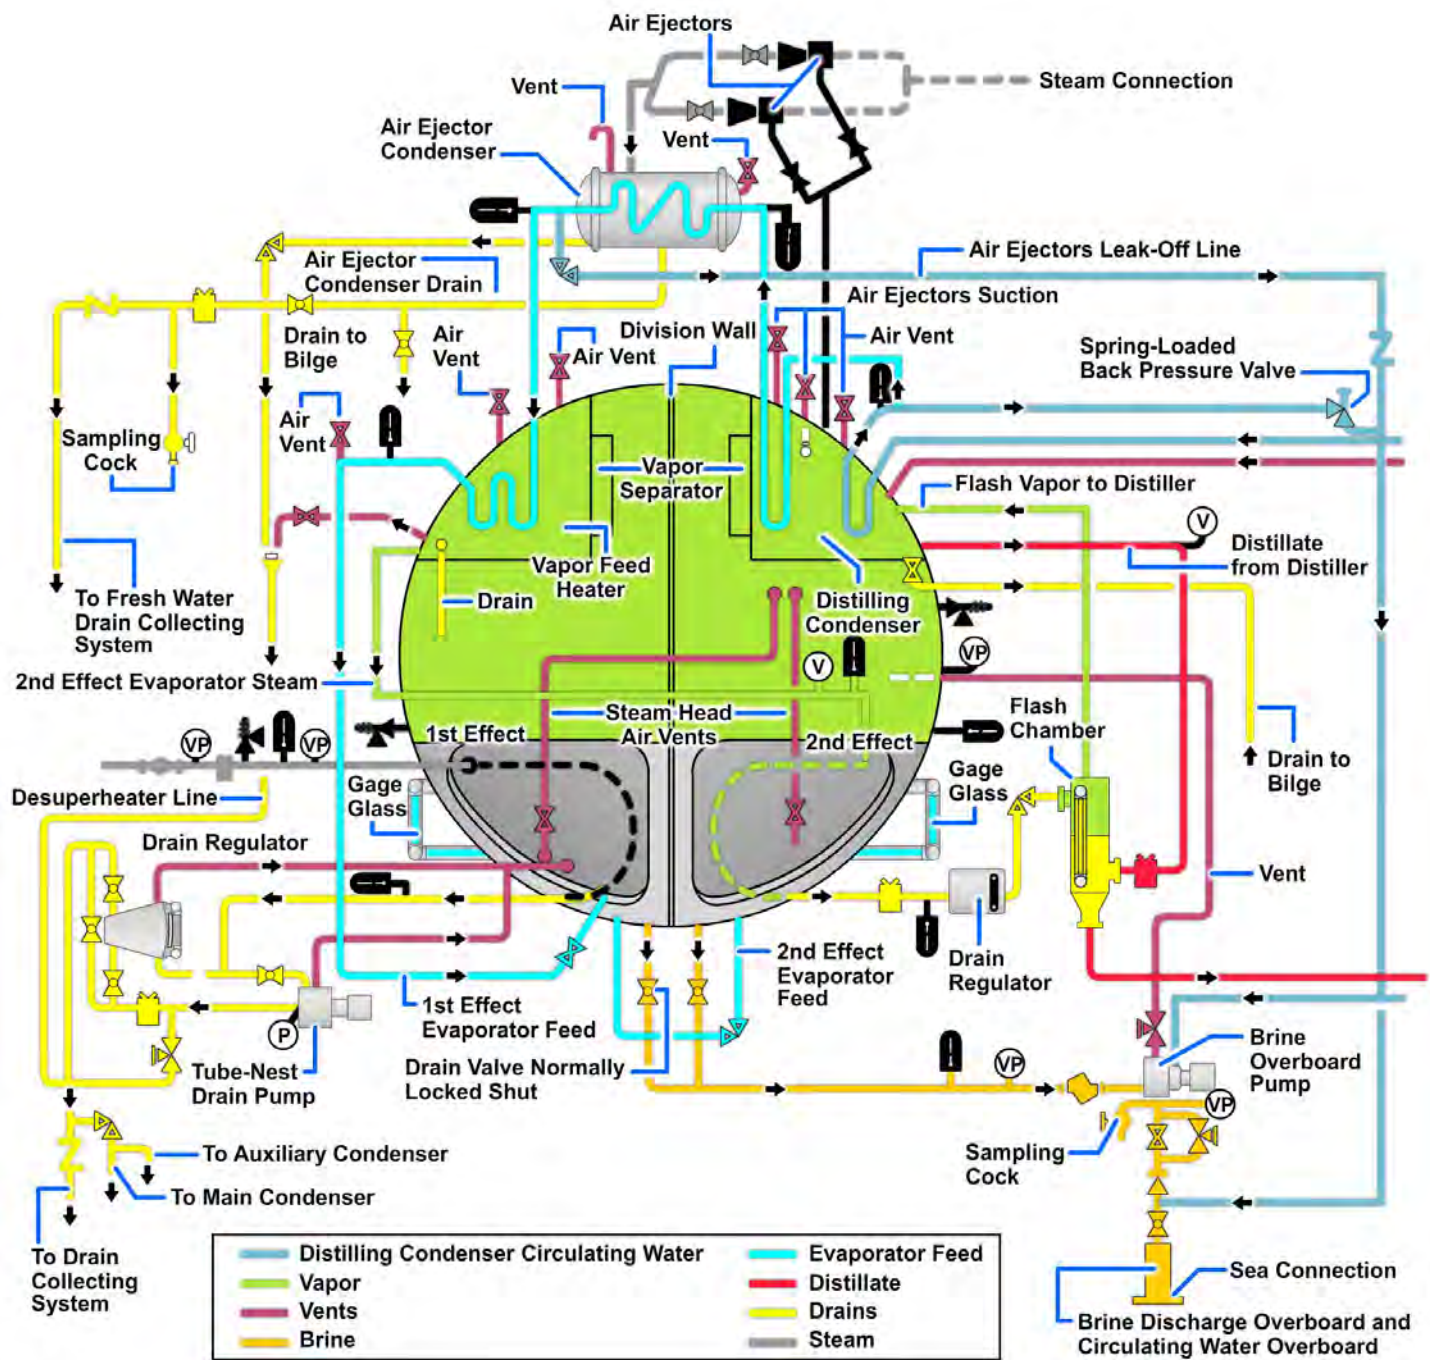 Air Ejectors
Steam Connection
Vent
Air Ejector
Condenser
Vent
Air Ejectors Leak-Off Line
Air Ejector
Condenser Drain
Air Ejectors Suction
Drain to
Bilge
Air
Vent
Air Vent
Division Wall
Air Vent
Spring-Loaded
Back Pressure Valve
Air
Vent
Sampling
Cock
Vapor
Separator
Flash Vapor to Distiller
V
Distillate
from Distiller
Vapor Feed
Heater
Drain
Distilling
Condenser
To Fresh Water
Drain Collecting
System
VP
V
2nd Effect Evaporator Steam
Steam Head
Air Vents
1st Effect
2nd Effect
Flash
Chamber
VP
VP
Drain to
Bilge
Gage
Glass
Gage
Glass
Desuperheater Line
Drain Regulator
Vent
2nd Effect
Evaporator
Feed
Drain
Regulator
1st Effect
Evaporator Feed
P
Tube-Nest
Drain Pump
Drain Valve Normally
Locked Shut
VP
Brine
Overboard
Pump
VP
Sampling
Cock
To Auxiliary Condenser
To Main Condenser
To Drain
Collecting
System
Sea Connection
Brine Discharge Overboard and
Circulating Water Overboard
Distilling Condenser Circulating Water
Vapor
Vents
Brine
Evaporator Feed
Distillate
Drains
Steam